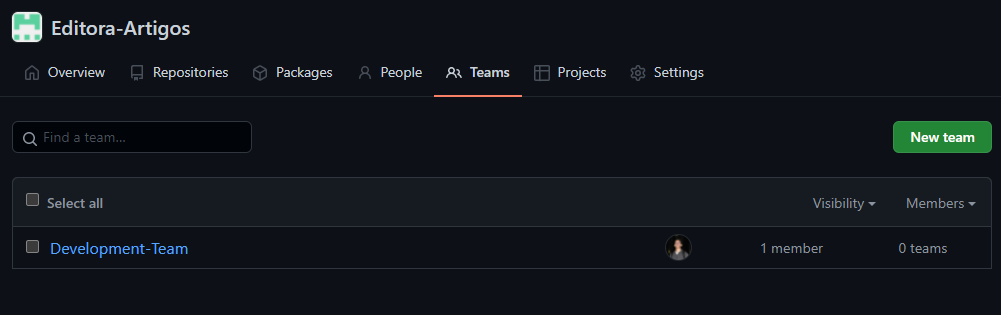 Editora-Artigos
Overview Repositories Packages People Teams Projects Settings
Find a team... New team
Select all Visibility Members
Development-Team 1 member 0 teams